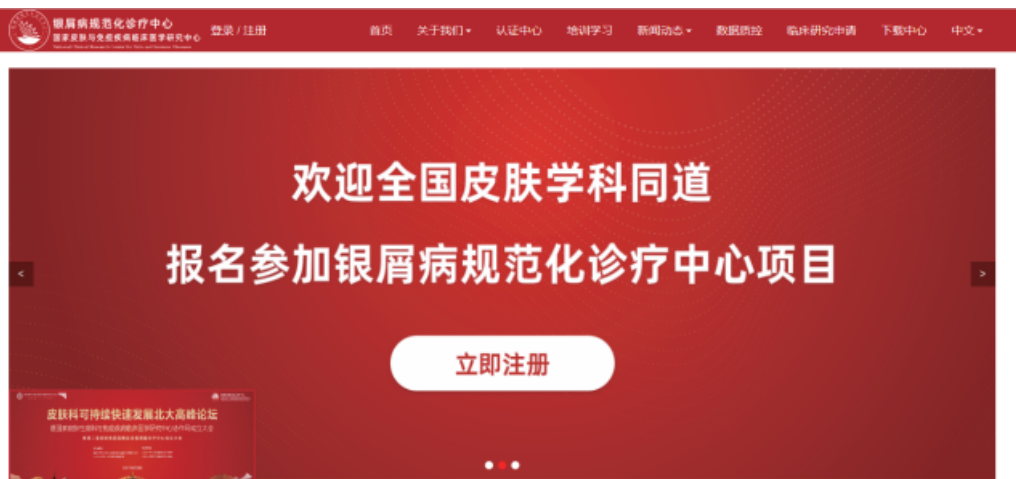 银屑病规范化诊疗中心
国家皮肤与免疫疾病临床医学研究中心
登录 / 注册
首页
关于我们
认证中心
培训学习
新闻动态
数据质控
临床研究申请
下载中心
中文
欢迎全国皮肤学科同道
报名参加银屑病规范化诊疗中心项目
<
>
立即注册
皮肤科可持续快速发展北大高峰论坛